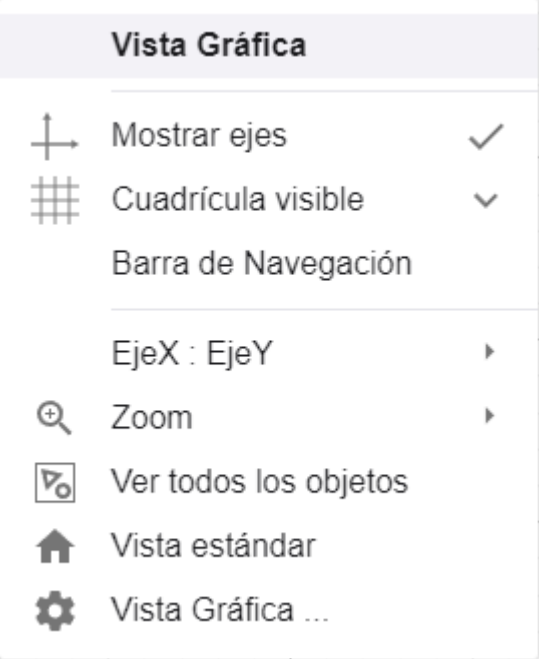 Vista Gráfica
Mostrar ejes
Cuadrícula visible
Barra de Navegación
EjeX : EjeY
Zoom
Ver todos los objetos
Vista estándar
Vista Gráfica ...